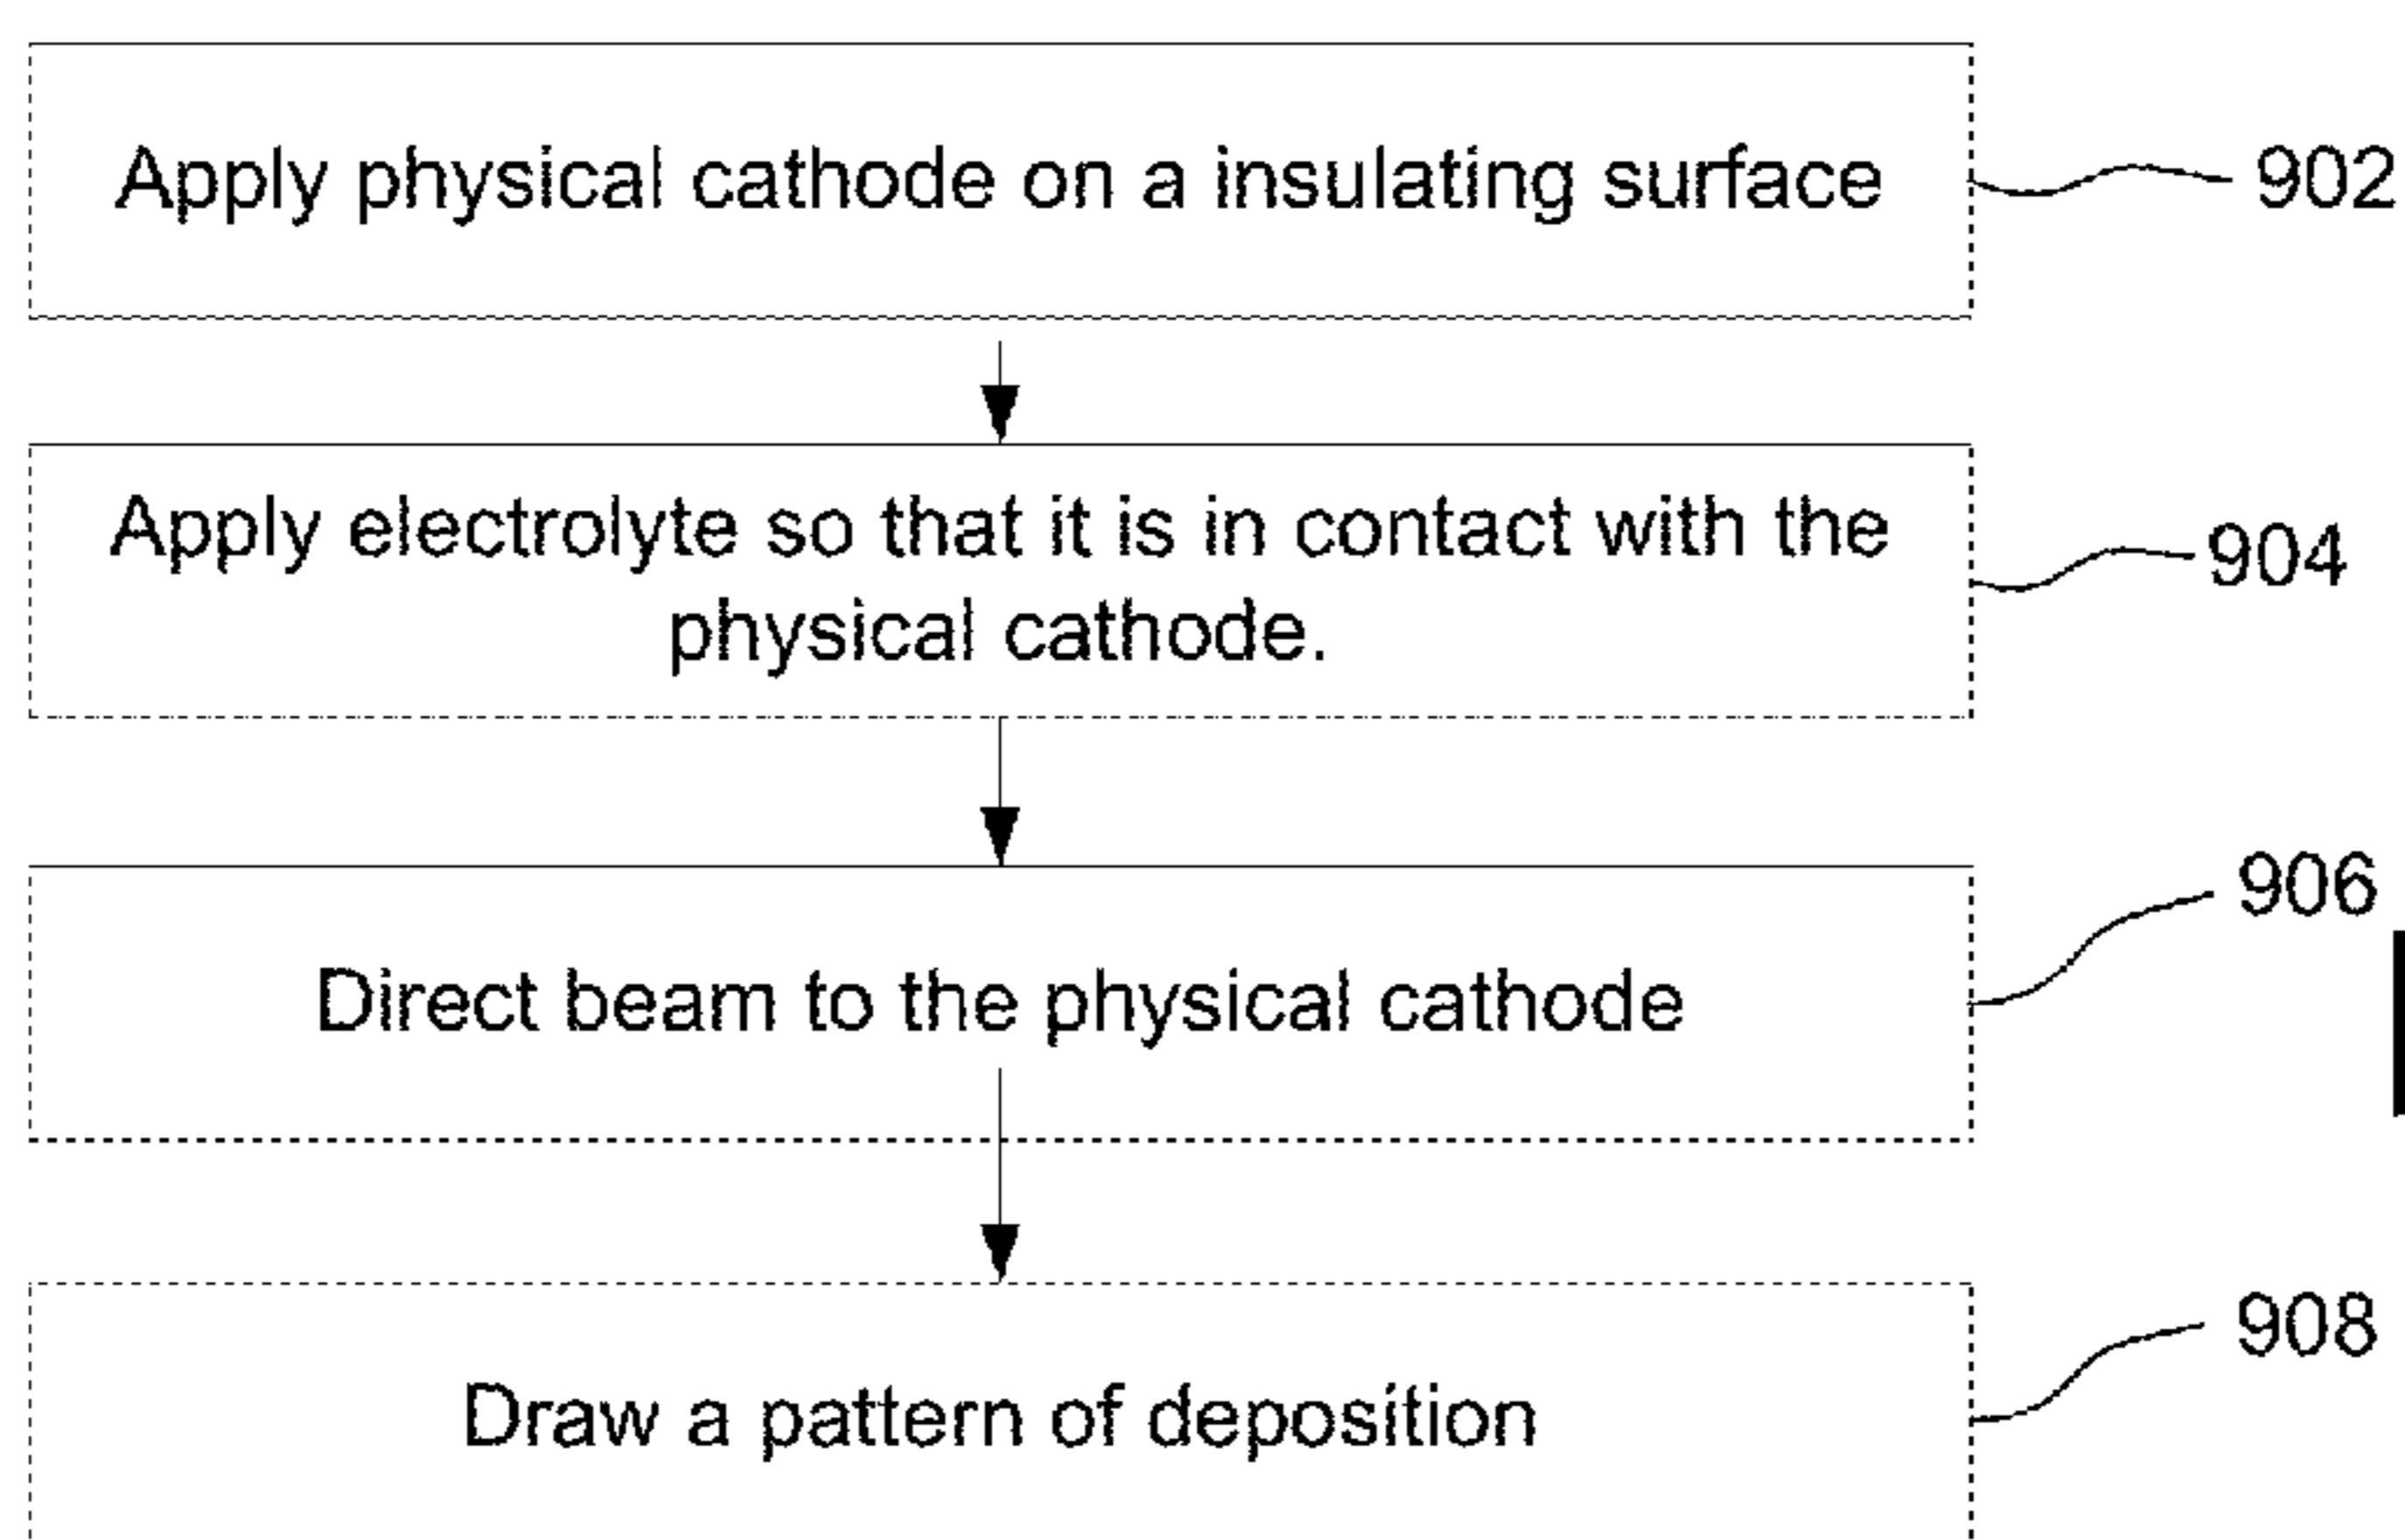 Apply physical cathode on a insulating surface
902
Apply electrolyte so that it is in contact with the
physical cathode.
904
906
Direct beam to the physical cathode
908
Draw a pattern of deposition